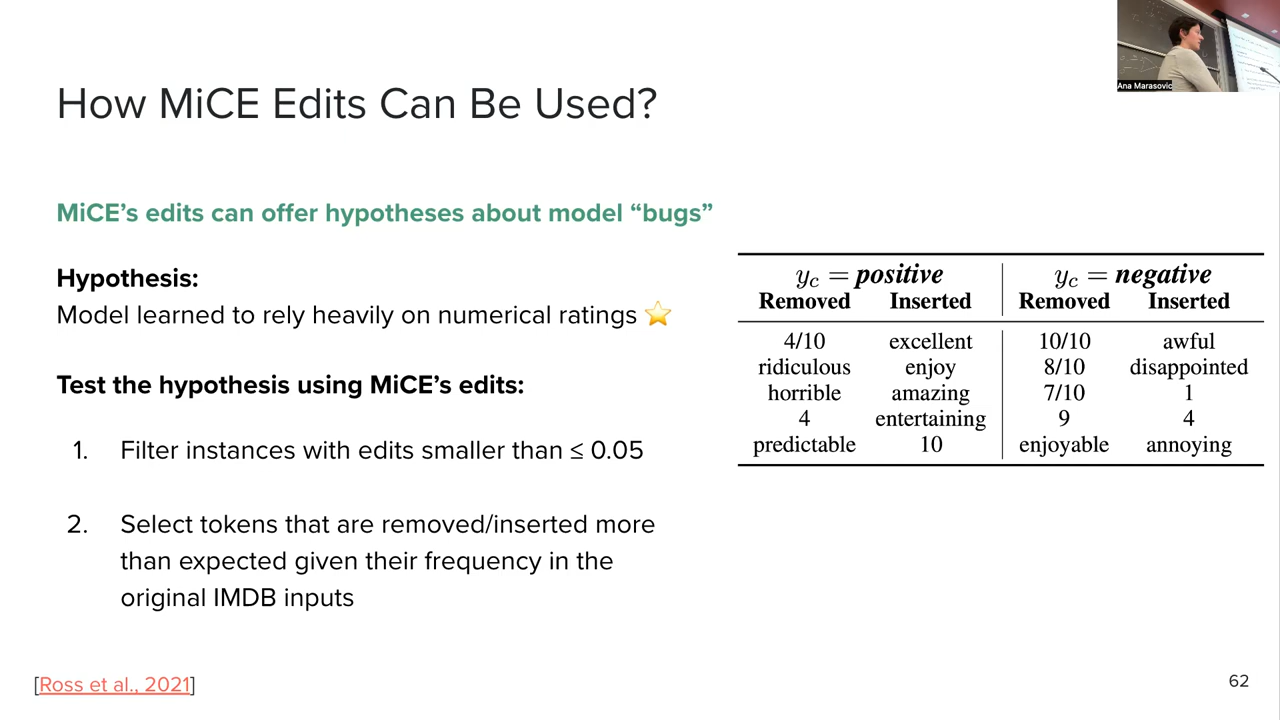 How MiCE Edits Can Be Used?
Ana Marasovic
MiCE's edits can offer hypotheses about model “bugs”
Hypothesis:
Model learned to rely heavily on numerical ratings ⭐
Test the hypothesis using MiCE's edits:
1. Filter instances with edits smaller than ≤ 0.05
2. Select tokens that are removed/inserted more
than expected given their frequency in the
original IMDB inputs
y_c = positive y_c = negative
Removed Inserted Removed Inserted
4/10 excellent 10/10 awful
ridiculous enjoy 8/10 disappointed
horrible amazing 7/10 1
4 entertaining 9 4
predictable 10 enjoyable annoying
[Ross et al., 2021]
62